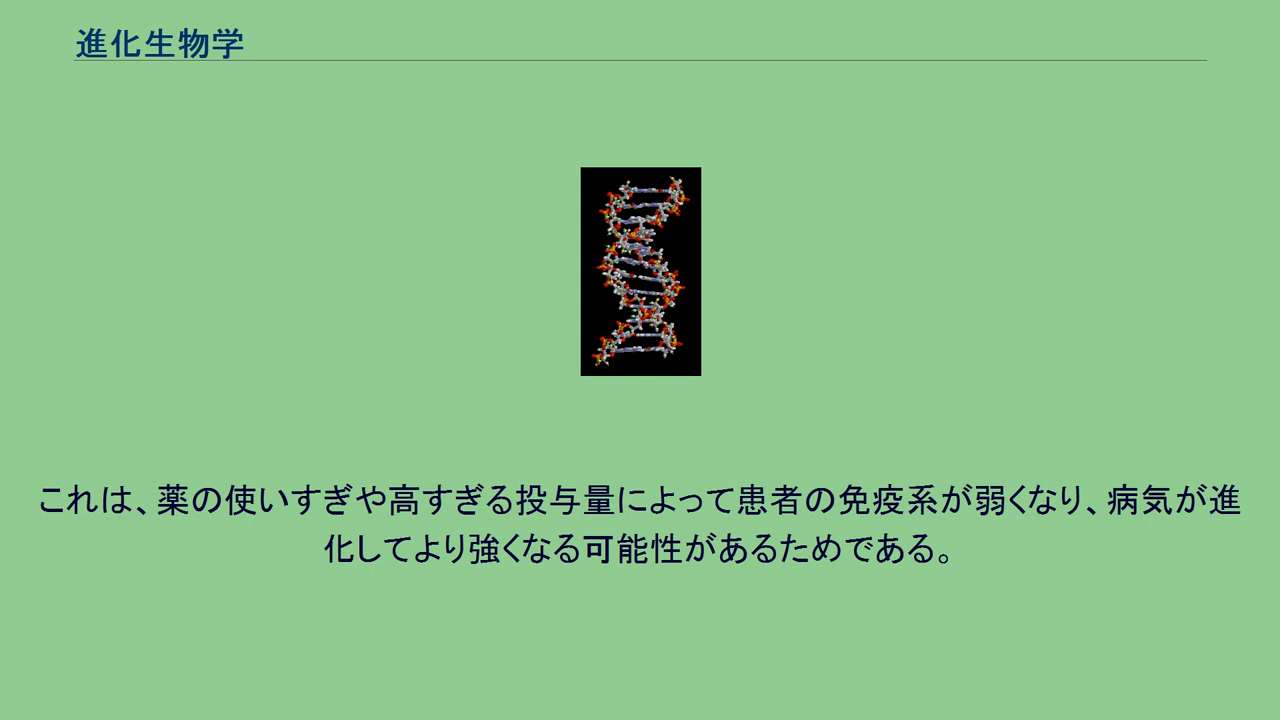 進化生物学
これは、薬の使いすぎや高すぎる投与量によって患者の免疫系が弱くなり、病気が進
化してより強くなる可能性があるためである。